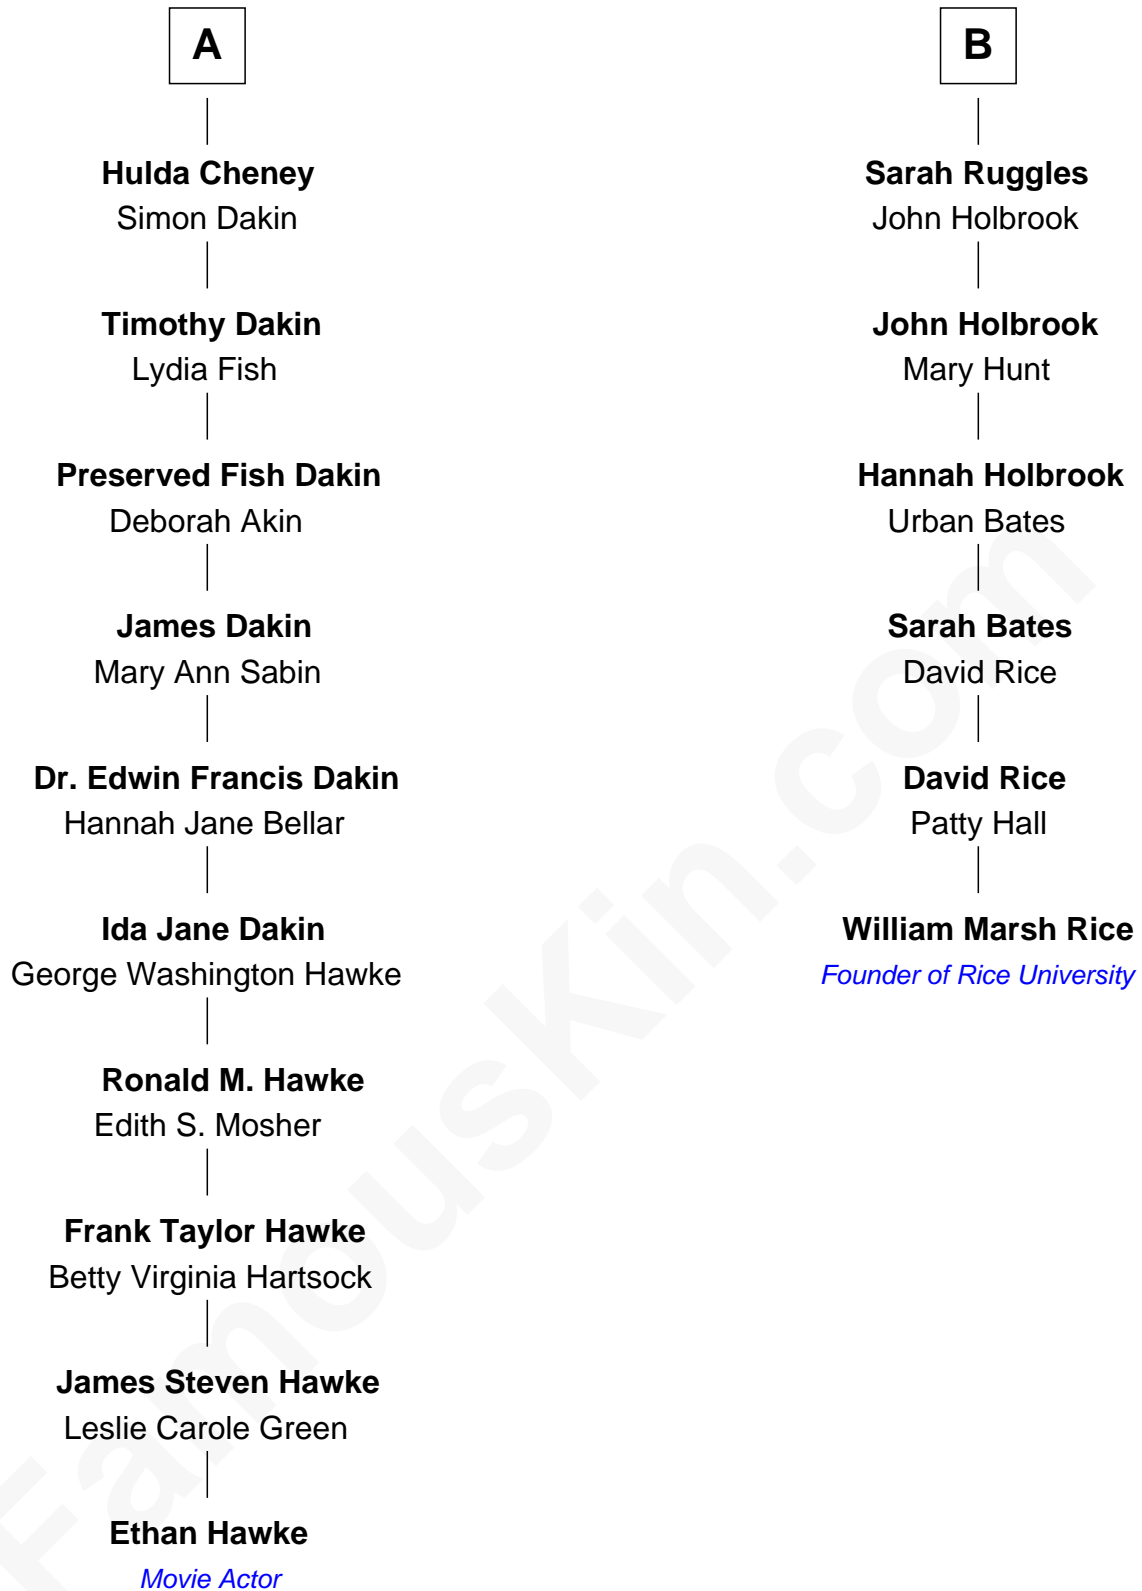 A
Hulda Cheney
Simon Dakin
Timothy Dakin
Lydia Fish
Preserved Fish Dakin
Deborah Akin
James Dakin
Mary Ann Sabin
Dr. Edwin Francis Dakin
Hannah Jane Bellar
Ida Jane Dakin
George Washington Hawke
Ronald M. Hawke
Edith S. Mosher
Frank Taylor Hawke
Betty Virginia Hartsock
James Steven Hawke
Leslie Carole Green
Ethan Hawke
Movie Actor
B
Sarah Ruggles
John Holbrook
John Holbrook
Mary Hunt
Hannah Holbrook
Urban Bates
Sarah Bates
David Rice
David Rice
Patty Hall
William Marsh Rice
Founder of Rice University
FamousKin.com